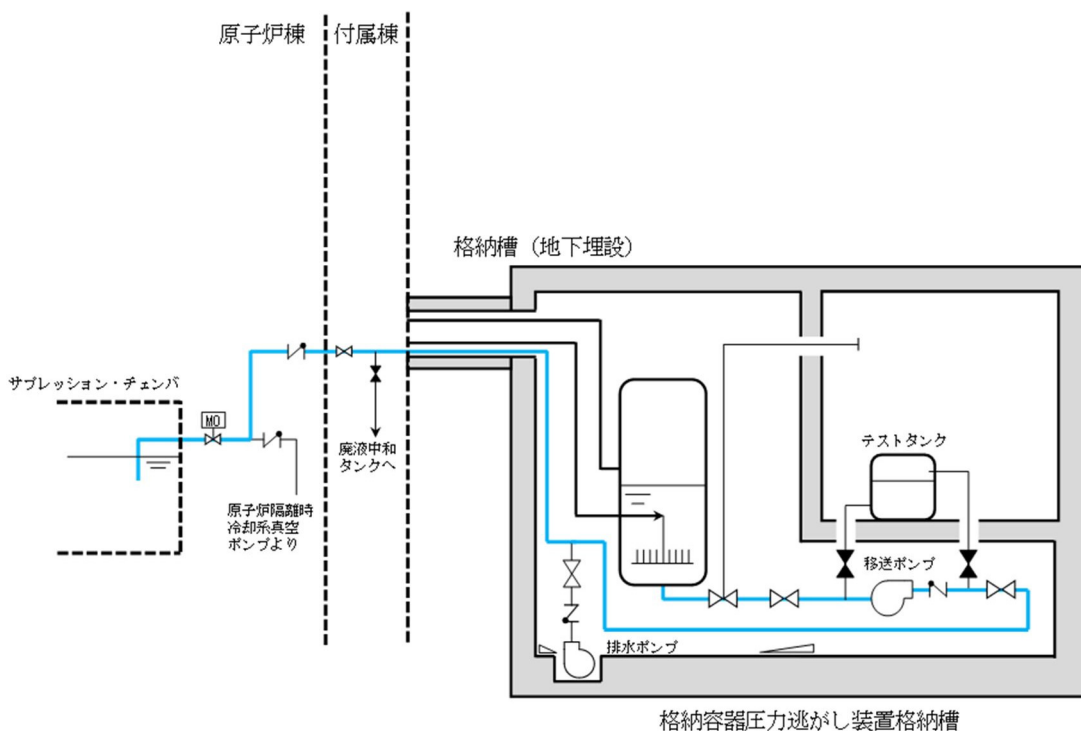 原子炉棟
付属棟
格納槽（地下埋設）
サプレッション・チェンバ
MO
廃液中和
タンクへ
テストタンク
原子炉隔離時
冷却系真空
ポンプより
移送ポンプ
排水ポンプ
格納容器圧力逃がし装置格納槽